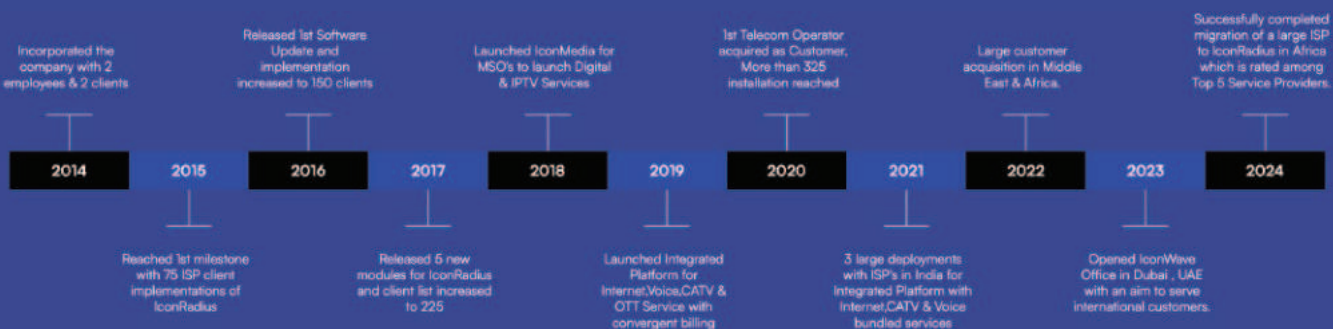 Incorporated the
company with 2
employees & 2 clients
2014
2015
Reached 1st milestone
with 75 ISP client
implementations of
IconRadius
Released 1st Software
Update and
implementation
increased to 150 clients
2016
2017
Released 5 new
modules for IconRadius
and client list increased
to 225
Launched IconMedia for
MSO's to launch Digital
& IPTV Services
2018
2019
Launched Integrated
Platform for
Internet,Voice,CATV &
OTT Service with
convergent billing
1st Telecom Operator
acquired as Customer.
More than 325
installation reached
2020
2021
3 large deployments
with ISP's in India for
Integrated Platform with
Internet,CATV & Voice
bundled services
Large customer
acquisition in Middle
East & Africa.
2022
2023
Opened IconWave
Office in Dubai , UAE
with an aim to serve
international customers.
Successfully completed
migration of a large ISP
to IconRadius in Africa
which is rated among
Top 5 Service Providers.
2024